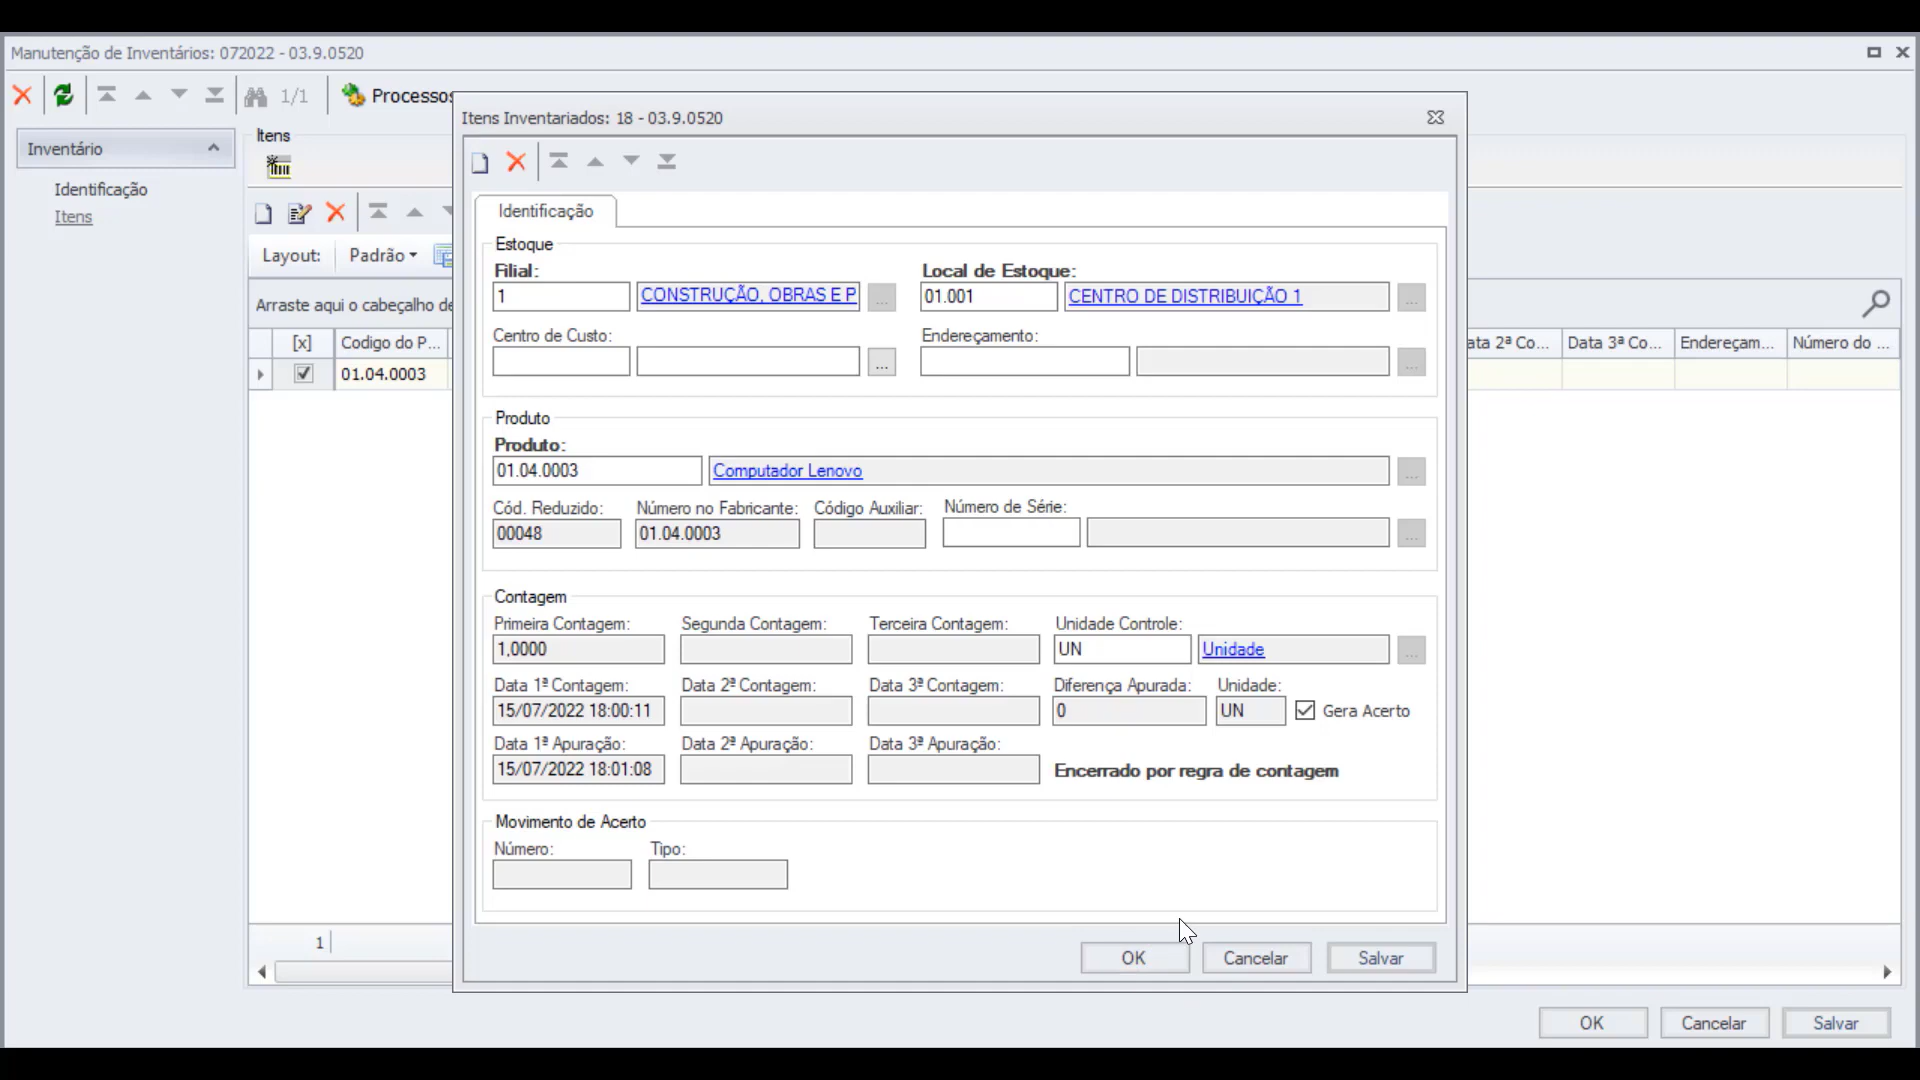 Manutenção de Inventários: 072022 - 03.9.0520
1/1
Processos
Inventário
Identificação
Itens
Itens
Layout:
Padrão
Arraste aqui o cabeçalho de
[x]
Codigo do P...
01.04.0003
ata 2ª Co...
Data 3ª Co...
Endereçam...
Número do ...
1
Itens Inventariados: 18 - 03.9.0520
Identificação
Estoque
Filial:
Local de Estoque:
1
CONSTRUÇÃO, OBRAS E P
...
01.001
CENTRO DE DISTRIBUIÇÃO 1
...
Centro de Custo:
Endereçamento:
...
...
Produto
Produto:
01.04.0003
Computador Lenovo
...
Cód. Reduzido:
Número no Fabricante:
Código Auxiliar:
Número de Série:
00048
01.04.0003
...
Contagem
Primeira Contagem:
Segunda Contagem:
Terceira Contagem:
Unidade Controle:
1,0000
UN
Unidade
...
Data 1ª Contagem:
Data 2ª Contagem:
Data 3ª Contagem:
Diferença Apurada:
Unidade:
15/07/2022 18:00:11
0
UN
Gera Acerto
Data 1ª Apuração:
Data 2ª Apuração:
Data 3ª Apuração:
15/07/2022 18:01:08
Encerrado por regra de contagem
Movimento de Acerto
Número:
Tipo:
OK
Cancelar
Salvar
OK
Cancelar
Salvar